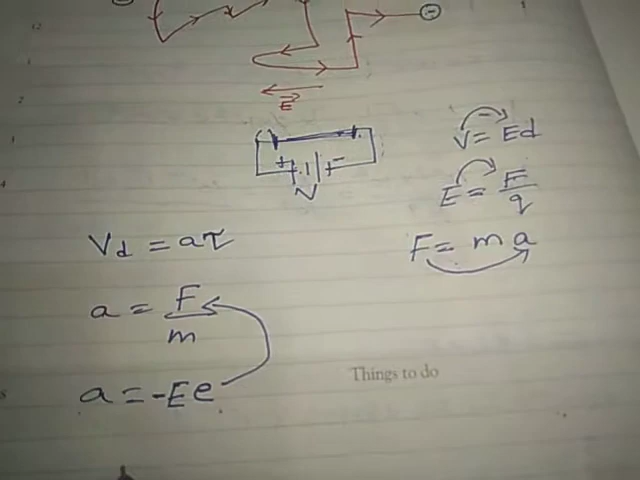 E
+ -
V
V = Ed
E = F/q
F = ma
Vd = aτ
a = F/m
a = -Ee
Things to do